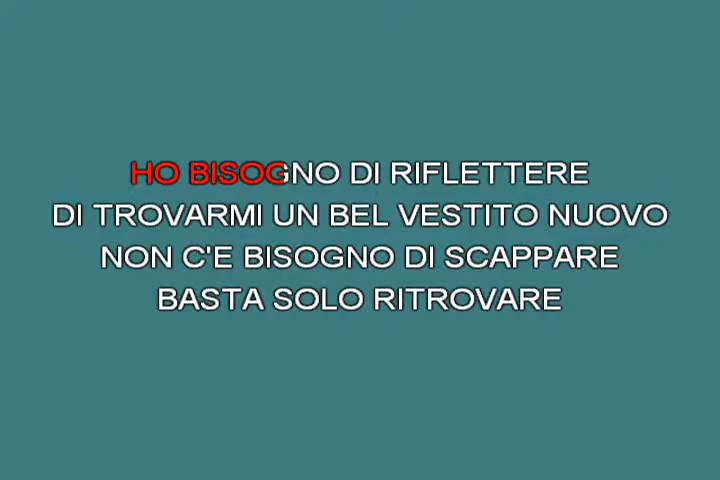 HO BISOGNO DI RIFLETTERE
DI TROVARMI UN BEL VESTITO NUOVO
NON C'E BISOGNO DI SCAPPARE
BASTA SOLO RITROVARE